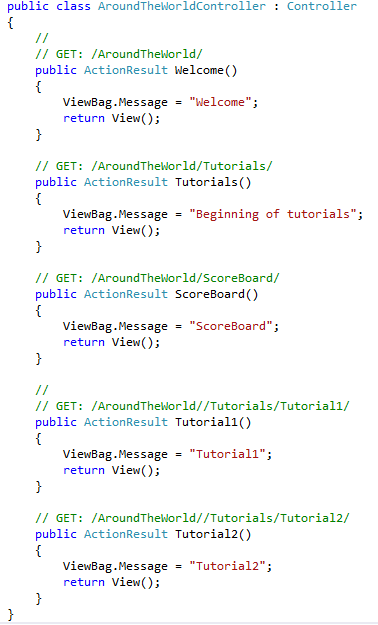 public class AroundTheWorldController : Controller
{
//
// GET: /AroundTheWorld/
public ActionResult Welcome()
{
ViewBag.Message = "Welcome";
return View();
}
// GET: /AroundTheWorld/Tutorials/
public ActionResult Tutorials()
{
ViewBag.Message = "Beginning of tutorials";
return View();
}
// GET: /AroundTheWorld/ScoreBoard/
public ActionResult ScoreBoard()
{
ViewBag.Message = "ScoreBoard";
return View();
}
//
// GET: /AroundTheWorld//Tutorials/Tutorial1/
public ActionResult Tutorial1()
{
ViewBag.Message = "Tutorial1";
return View();
}
// GET: /AroundTheWorld//Tutorials/Tutorial2/
public ActionResult Tutorial2()
{
ViewBag.Message = "Tutorial2";
return View();
}
}